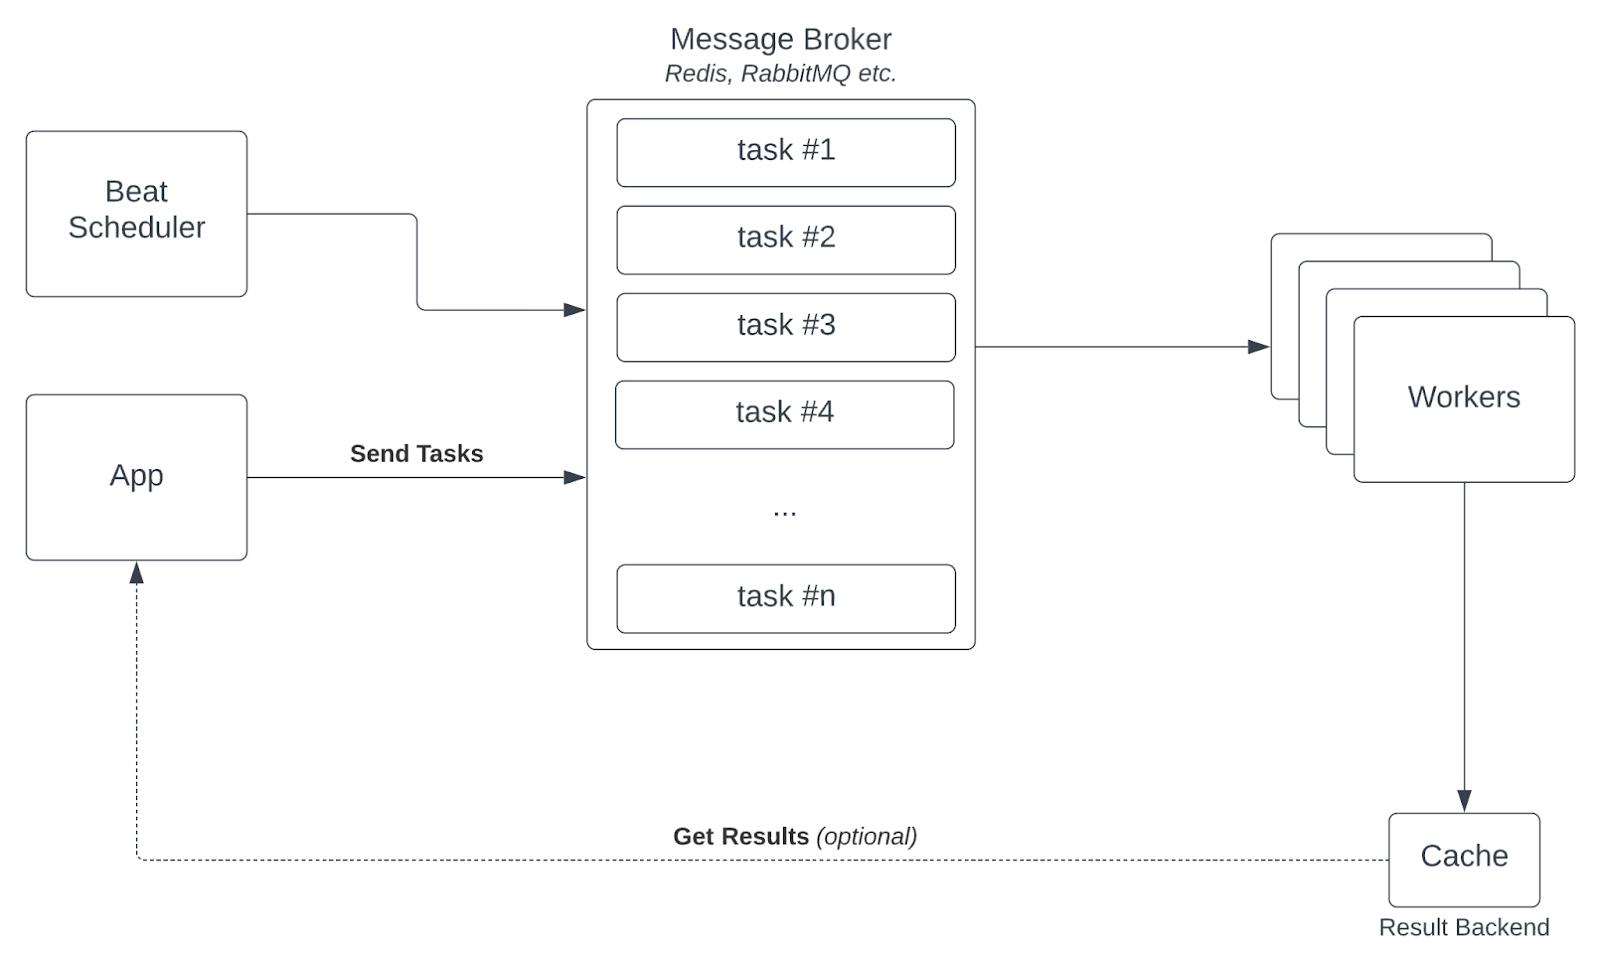 Message Broker
Redis, RabbitMQ etc.
Beat
Scheduler
App
Send Tasks
task #1
task #2
task #3
task #4
...
task #n
Workers
Get Results (optional)
Cache
Result Backend